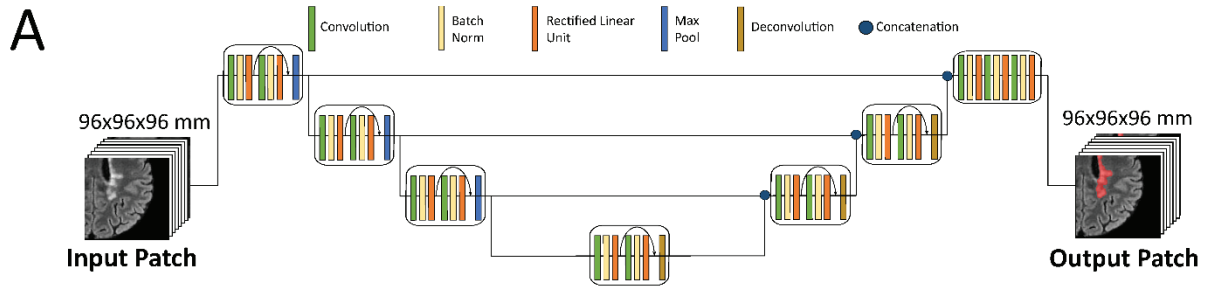 A
Convolution
Batch
Norm
Rectified Linear
Unit
Max
Pool
Deconvolution
Concatenation
96x96x96 mm
Input Patch
96x96x96 mm
Output Patch